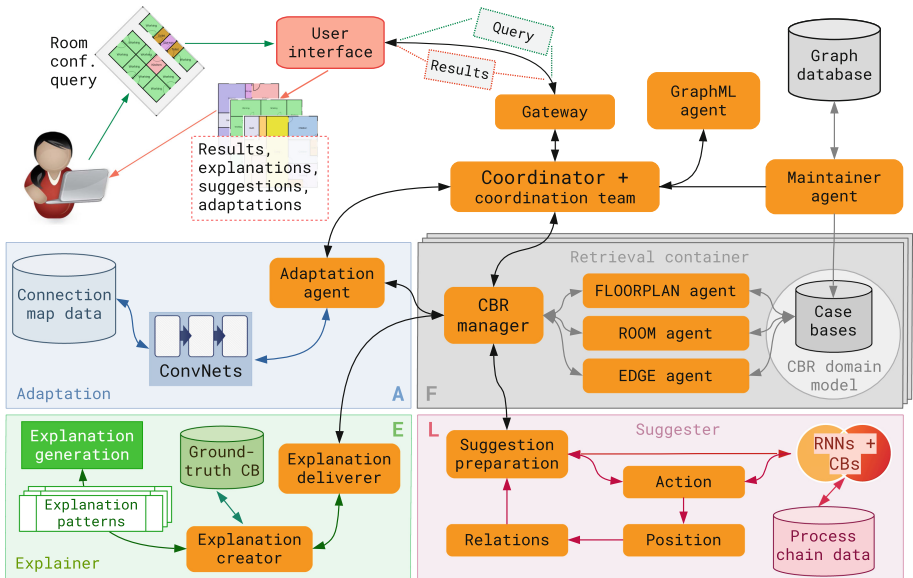 Room
conf.
query
User
interface
Query
Results
Graph
database
GraphML
agent
Gateway
Results,
explanations,
suggestions,
adaptations
Coordinator +
coordination team
Maintainer
agent
Retrieval container
Adaptation
agent
Connection
map data
ConvNets
Adaptation
A
CBR
manager
FLOORPLAN agent
ROOM agent
EDGE agent
Case
bases
CBR domain
model
F
E
Explanation
generation
Ground-
truth CB
Explanation
deliverer
Explanation
patterns
Explanation
creator
Explainer
L
Suggester
Suggestion
preparation
RNNs +
CBs
Action
Relations
Position
Process
chain data